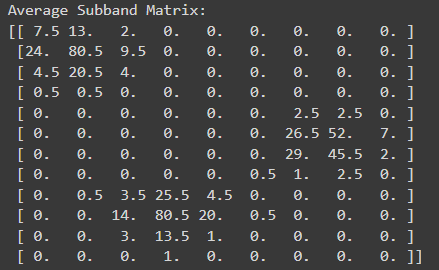 Average Subband Matrix:
[[ 7.5 13.   2.   0.   0.   0.   0.   0.   0. ]
 [24.  80.5  9.5  0.   0.   0.   0.   0.   0. ]
 [ 4.5 20.5  4.   0.   0.   0.   0.   0.   0. ]
 [ 0.5  0.5  0.   0.   0.   0.   0.   0.   0. ]
 [ 0.   0.   0.   0.   0.   0.   2.5  2.5  0. ]
 [ 0.   0.   0.   0.   0.   0.  26.5 52.   7. ]
 [ 0.   0.   0.   0.   0.   0.  29.  45.5  2. ]
 [ 0.   0.   0.   0.   0.   0.5  1.   2.5  0. ]
 [ 0.   0.5  3.5 25.5  4.5  0.   0.   0.   0. ]
 [ 0.   0.  14.  80.5 20.   0.5  0.   0.   0. ]
 [ 0.   0.   3.  13.5  1.   0.   0.   0.   0. ]
 [ 0.   0.   0.   1.   0.   0.   0.   0.   0. ]]